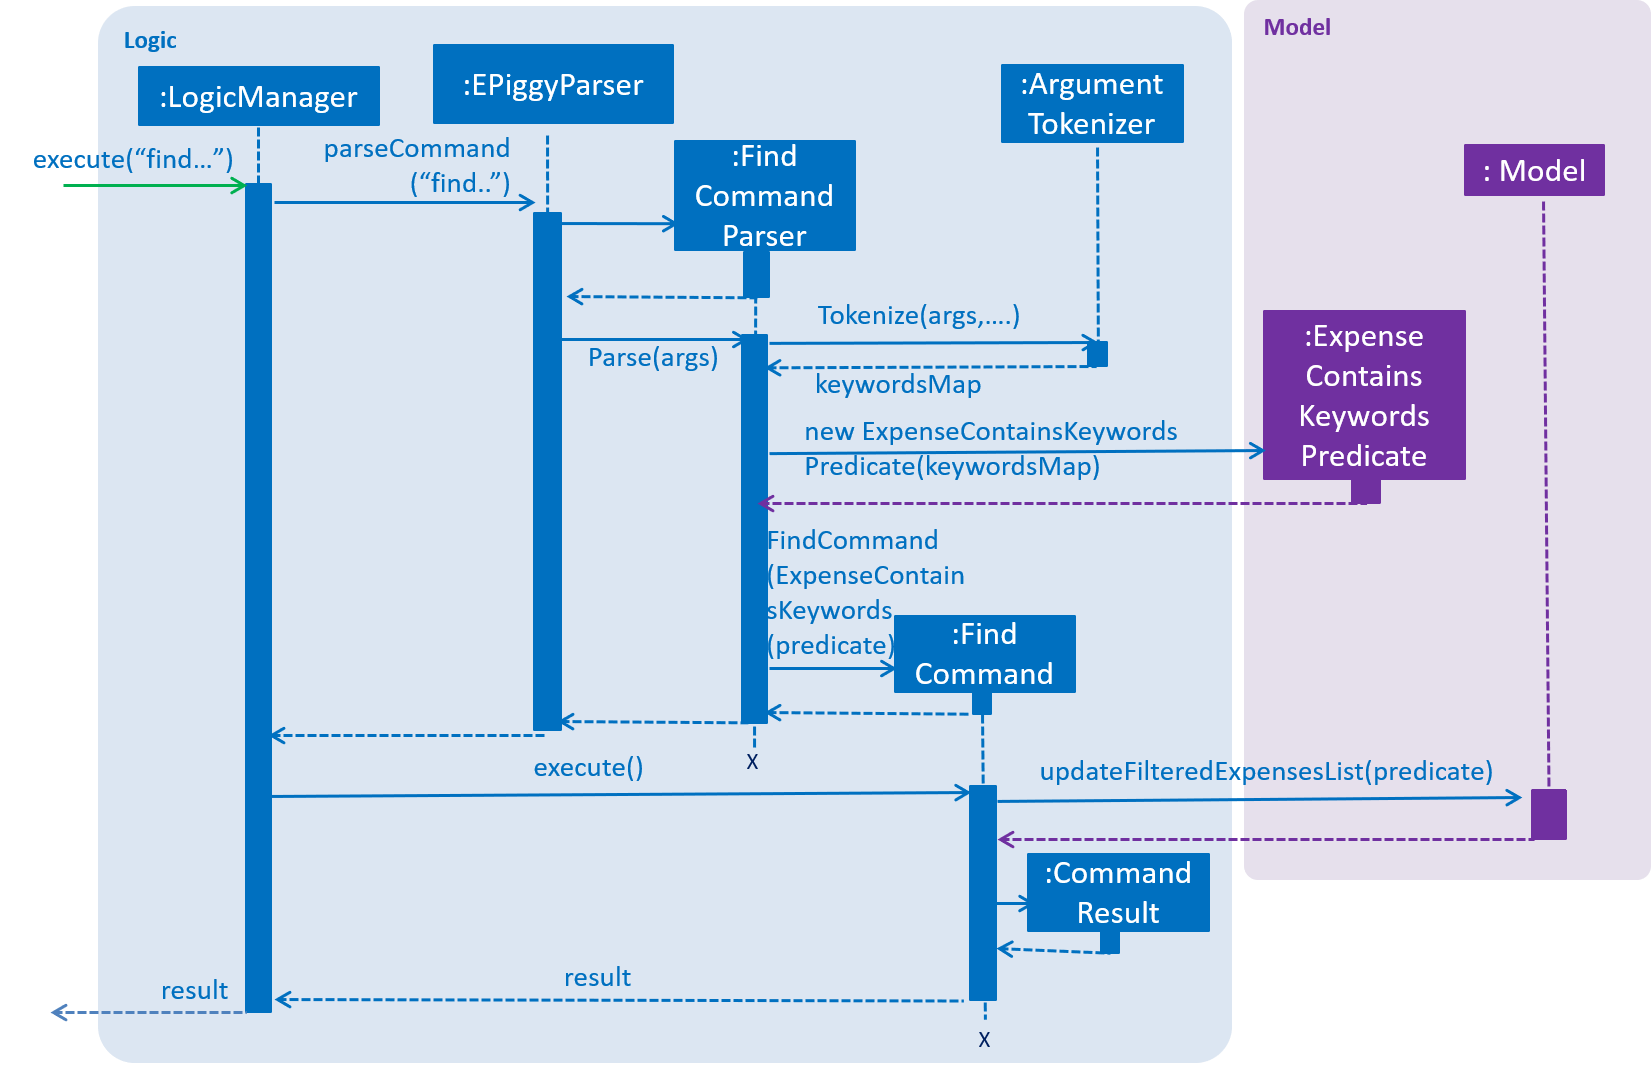 Logic
Model
:LogicManager
:EPiggyParser
:Argument
Tokenizer
execute(“find...”)
parseCommand
(“find..”)
:Find
Command
Parser
: Model
Tokenize(args,....)
Parse(args)
keywordsMap
:Expense
Contains
Keywords
Predicate
new ExpenseContainsKeywords
Predicate(keywordsMap)
FindCommand
(ExpenseContain
sKeywords
(predicate)
:Find
Command
X
execute()
updateFilteredExpensesList(predicate)
:Command
Result
result
result
X